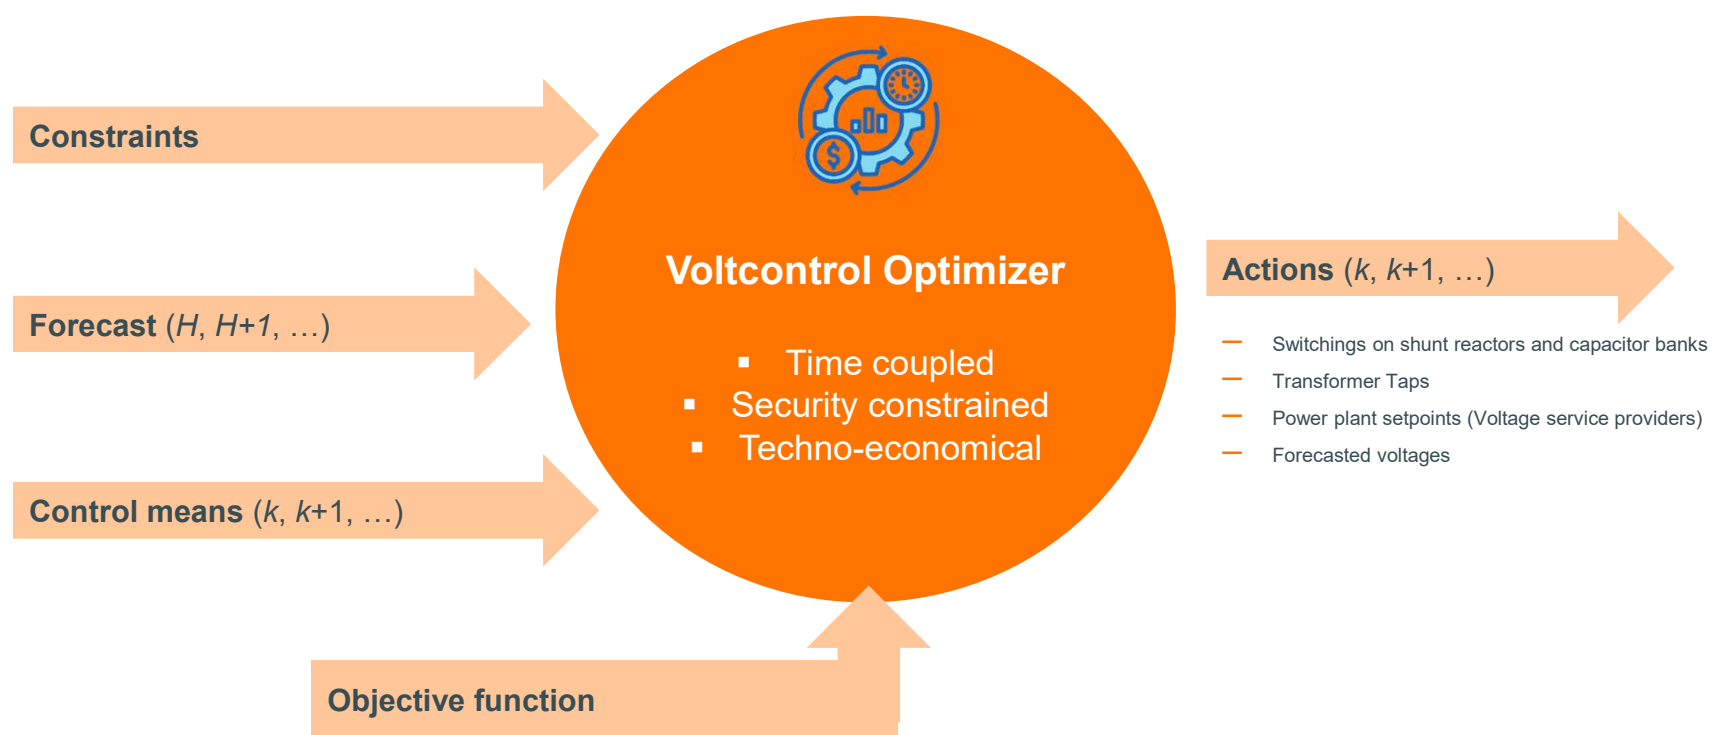 Constraints
Forecast (H, H+1, …)
Control means (k, k+1, …)
$
Voltcontrol Optimizer
▪ Time coupled
▪ Security constrained
▪ Techno-economical
Objective function
Actions (k, k+1, …)
— Switchings on shunt reactors and capacitor banks
— Transformer Taps
— Power plant setpoints (Voltage service providers)
— Forecasted voltages